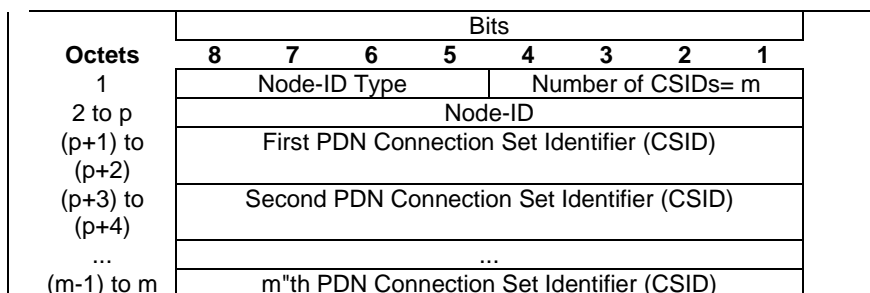 Bits
Octets 8 7 6 5 4 3 2 1
1 Node-ID Type Number of CSIDs= m
2 to p Node-ID
(p+1) to First PDN Connection Set Identifier (CSID)
(p+2)
(p+3) to Second PDN Connection Set Identifier (CSID)
(p+4)
... ...
(m-1) to m m"th PDN Connection Set Identifier (CSID)